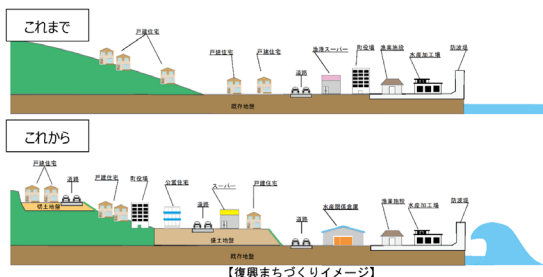 これまで
戸建住宅
戸建住宅
戸建住宅
道路
漁港スーパー
町役場
漁業施設
水産加工場
防波堤
既存地盤
これから
戸建住宅
道路
切土地盤
戸建住宅
町役場
公営住宅
道路
スーパー
戸建住宅
盛土地盤
道路
水産関係倉庫
漁業施設
水産加工場
防波堤
既存地盤
【復興まちづくりイメージ】